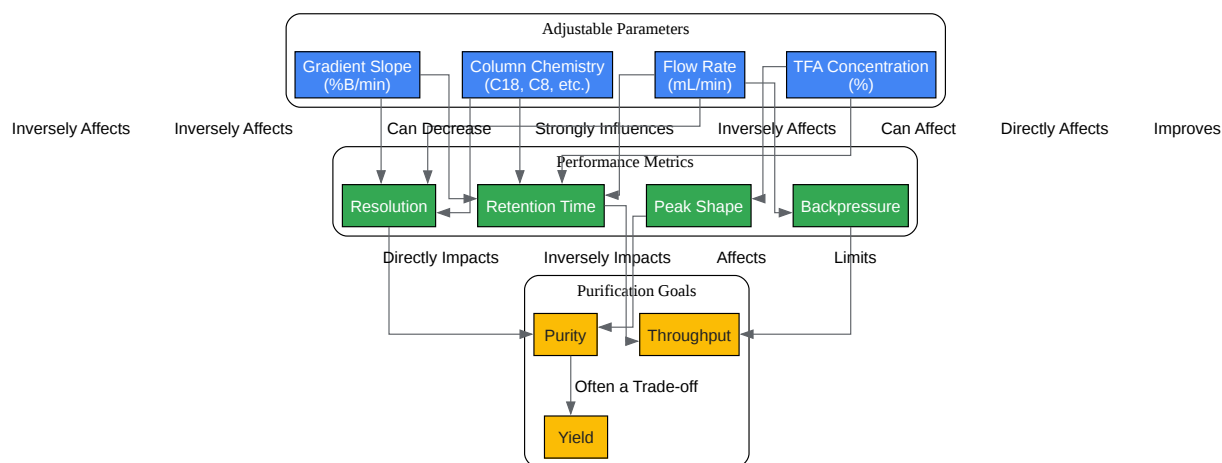 Adjustable Parameters
Gradient Slope
(%B/min)
Column Chemistry
(C18, C8, etc.)
Flow Rate
(mL/min)
TFA Concentration
(%)
Inversely Affects
Inversely Affects
Can Decrease
Strongly Influences
Inversely Affects
Can Affect
Directly Affects
Improves
Performance Metrics
Resolution
Retention Time
Peak Shape
Backpressure
Directly Impacts
Inversely Impacts
Affects
Limits
Purification Goals
Purity
Throughput
Often a Trade-off
Yield